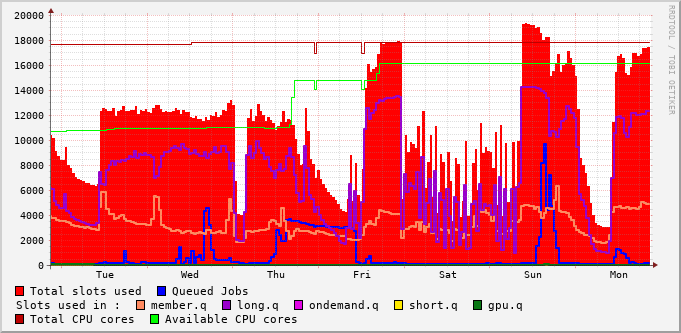 20000
18000
16000
14000
12000
10000
8000
6000
4000
2000
0
Tue Wed Thu Fri Sat Sun Mon
RRDTOOL / TOBI OETIKER
Total slots used Queued Jobs
Slots used in : member.q long.q ondemand.q short.q gpu.q
Total CPU cores Available CPU cores